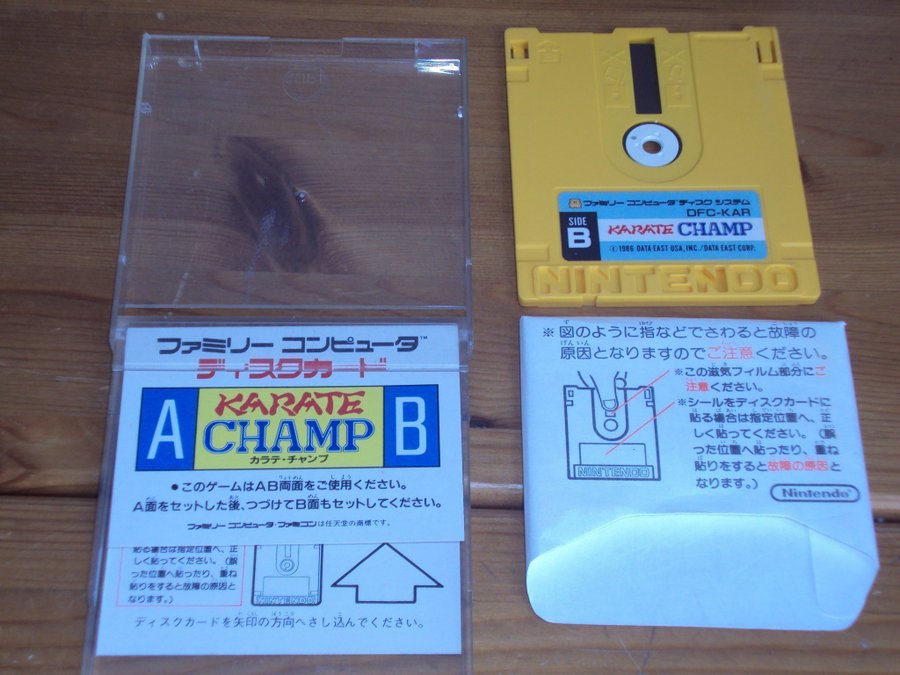 ファミリー コンピュータ™
ディスクカード
A
KARATE
CHAMP
カラテ・チャンプ
B
●このゲームはAB両面をご使用ください。
A面をセットした後、つづけてB面もセットしてください。
ファミリー コンピュータ・ファミコンは任天堂の商標です。
貼る場合は指定位置へ、正
しく貼ってください。(誤
った位置へ貼ったり、重ね
貼りをすると故障の原因と
なります。)
NINTENDO
ディスクカードを矢印の方向へさし込んでください。
ファミリー コンピュータ ディスク システム
DFC-KAR
SIDE
B
KARATE CHAMP
© 1986 DATA EAST USA, INC./DATA EAST CORP.
NINTENDO
※図のように指などでさわると故障の
原因となりますのでご注意ください。
※この磁気フィルム部分にご
注意ください。
※シールをディスクカードに
貼る場合は指定位置へ、正
しく貼ってください。(誤
った位置へ貼ったり、重ね
貼りをすると故障の原因と
なります。)
NINTENDO
Nintendo